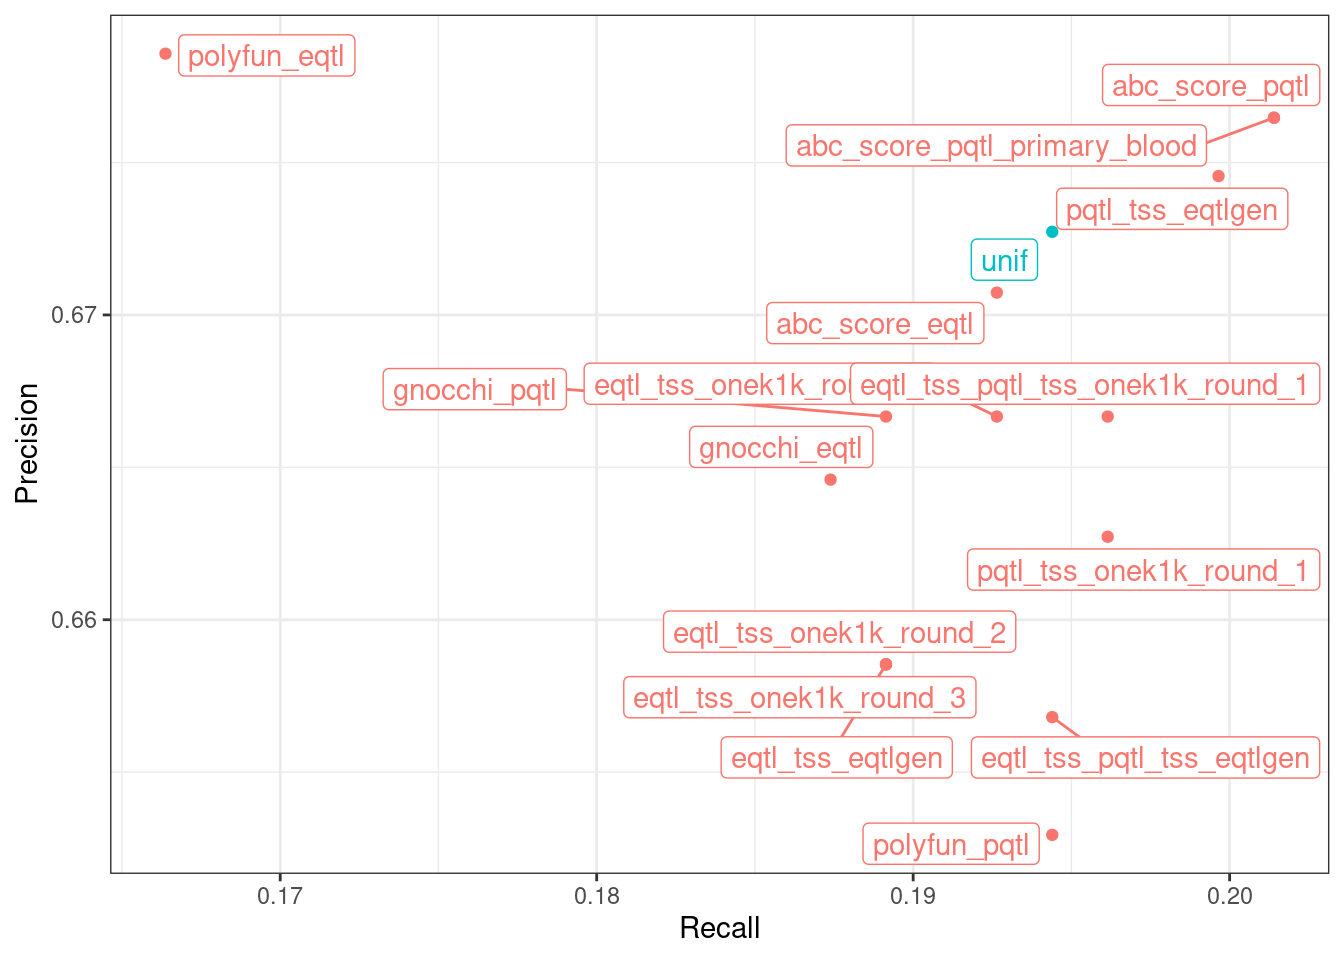 polyfun_eqtl
abc_score_pqtl
abc_score_pqtl_primary_blood
pqtl_tss_eqtlgen
unif
0.67
abc_score_eqtl
gnocchi_pqtl
eqtl_tss_onek1k_
eqtl_tss_pqtl_tss_onek1k_round_1
gnocchi_eqtl
Precision
pqtl_tss_onek1k_round_1
0.66
eqtl_tss_onek1k_round_2
eqtl_tss_onek1k_round_3
eqtl_tss_eqtlgen
eqtl_tss_pqtl_tss_eqtlgen
polyfun_pqtl
0.17 0.18 0.19 0.20
Recall